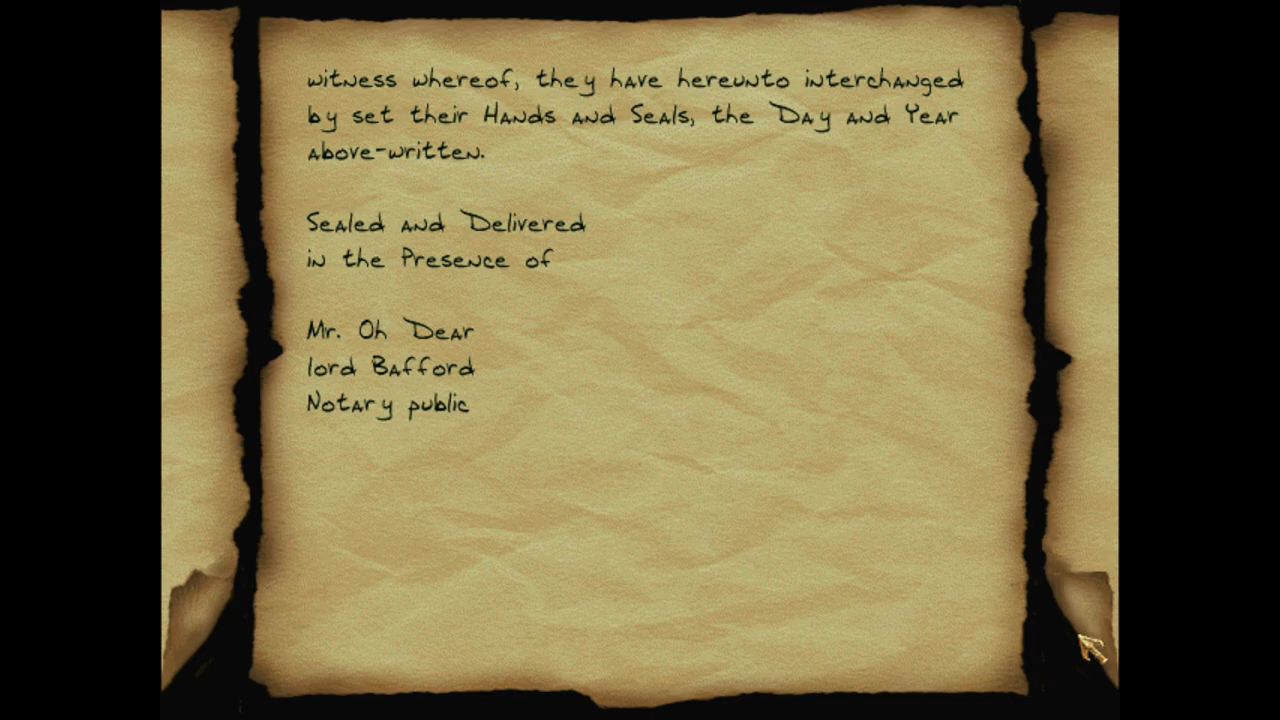 witness whereof, they have hereunto interchanged
by set their Hands and Seals, the Day and Year
above-written.
Sealed and Delivered
in the Presence of
Mr. Oh Dear
lord Bafford
Notary public